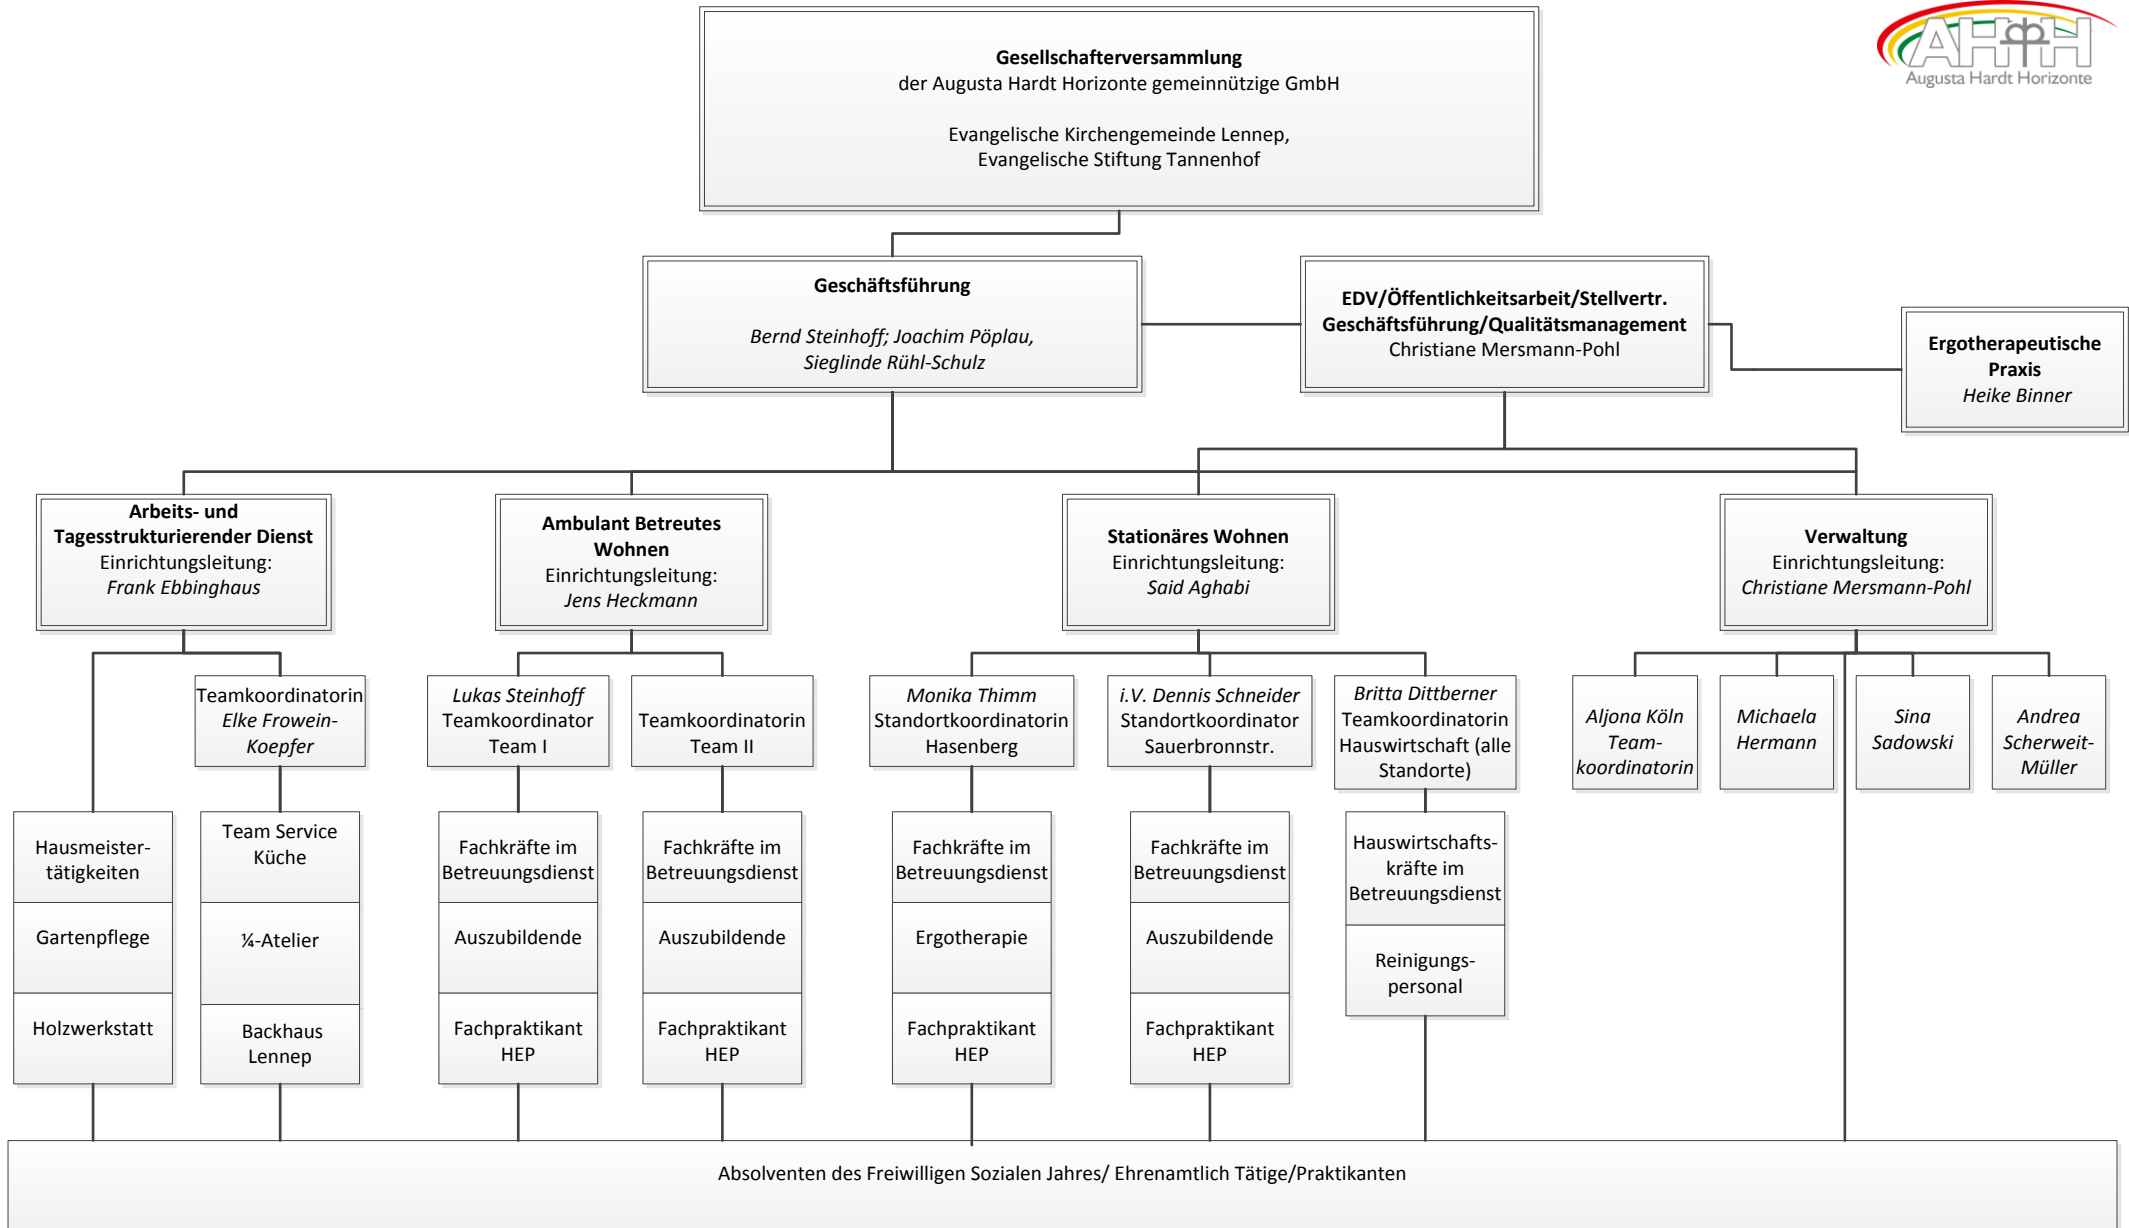 AHH
Augusta Hardt Horizonte
Gesellschafterversammlung
der Augusta Hardt Horizonte gemeinnützige GmbH
Evangelische Kirchengemeinde Lennep,
Evangelische Stiftung Tannenhof
Geschäftsführung
Bernd Steinhoff; Joachim Pöplau,
Sieglinde Rühl-Schulz
EDV/Öffentlichkeitsarbeit/Stellvertr.
Geschäftsführung/Qualitätsmanagement
Christiane Mersmann-Pohl
Ergotherapeutische
Praxis
Heike Binner
Arbeits- und
Tagesstrukturierender Dienst
Einrichtungsleitung:
Frank Ebbinghaus
Ambulant Betreutes
Wohnen
Einrichtungsleitung:
Jens Heckmann
Stationäres Wohnen
Einrichtungsleitung:
Said Aghabi
Verwaltung
Einrichtungsleitung:
Christiane Mersmann-Pohl
Teamkoordinatorin
Elke Frowein-
Koepfer
Lukas Steinhoff
Teamkoordinator
Team I
Teamkoordinatorin
Team II
Monika Thimm
Standortkoordinatorin
Hasenberg
i.V. Dennis Schneider
Standortkoordinator
Sauerbronnstr.
Britta Dittberner
Teamkoordinatorin
Hauswirtschaft (alle
Standorte)
Aljona Köln
Team-
koordinatorin
Michaela
Hermann
Sina
Sadowski
Andrea
Scherweit-
Müller
Hausmeister-
tätigkeiten
Gartenpflege
Holzwerkstatt
Team Service
Küche
¼-Atelier
Backhaus
Lennep
Fachkräfte im
Betreuungsdienst
Auszubildende
Fachpraktikant
HEP
Fachkräfte im
Betreuungsdienst
Auszubildende
Fachpraktikant
HEP
Fachkräfte im
Betreuungsdienst
Ergotherapie
Fachpraktikant
HEP
Fachkräfte im
Betreuungsdienst
Auszubildende
Fachpraktikant
HEP
Hauswirtschafts-
kräfte im
Betreuungsdienst
Reinigungs-
personal
Absolventen des Freiwilligen Sozialen Jahres/ Ehrenamtlich Tätige/Praktikanten